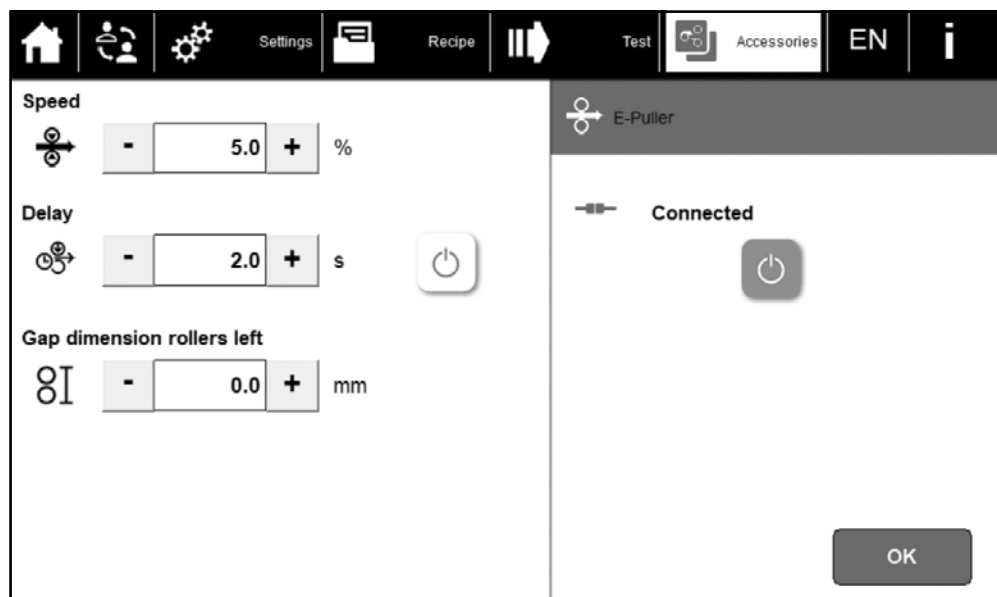 Settings Recipe Test Accessories EN i
Speed
- 5.0 + %
Delay
- 2.0 + s
Gap dimension rollers left
- 0.0 + mm
E-Puller
Connected
OK